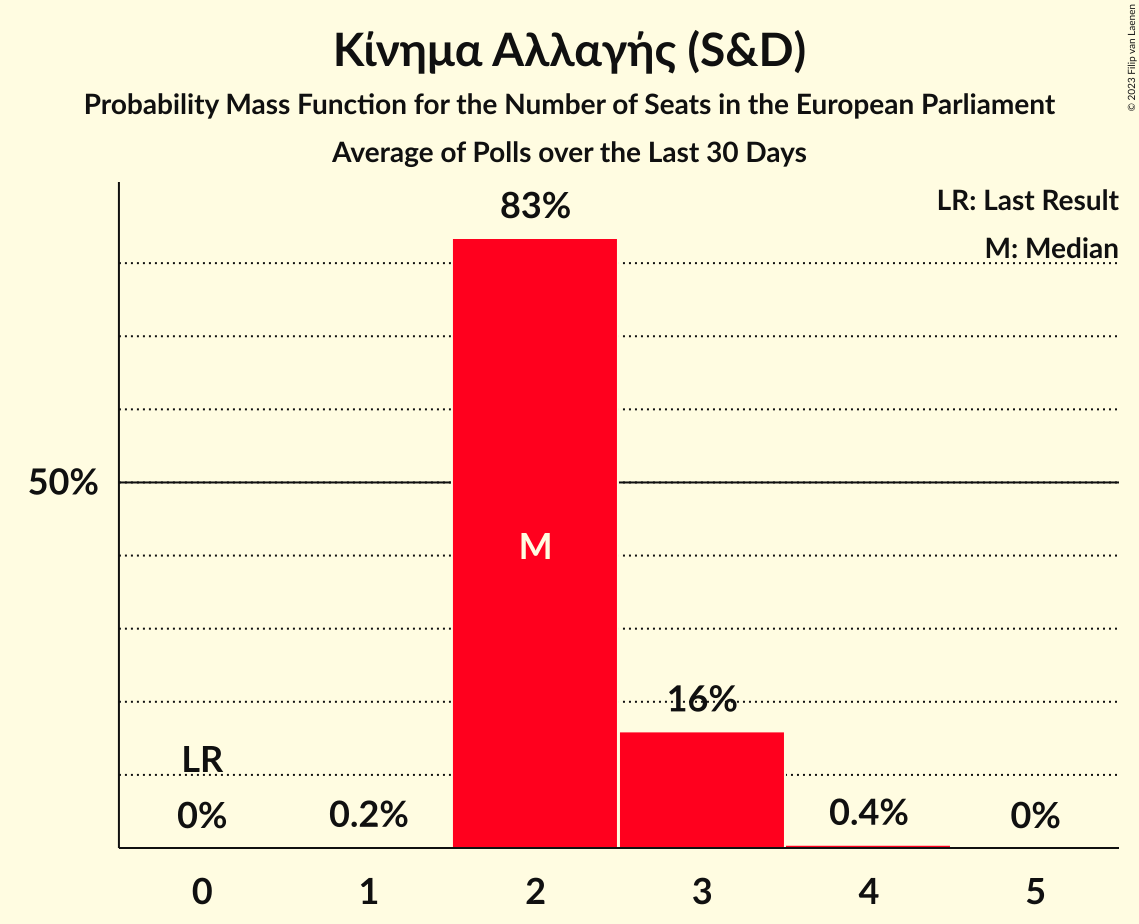 Κίνημα Αλλαγής (S&D)
Probability Mass Function for the Number of Seats in the European Parliament
Average of Polls over the Last 30 Days
© 2023 Filip van Laenen
LR: Last Result
M: Median
83%
50%
M
16%
LR
0%
0.2%
0.4%
0%
0 1 2 3 4 5